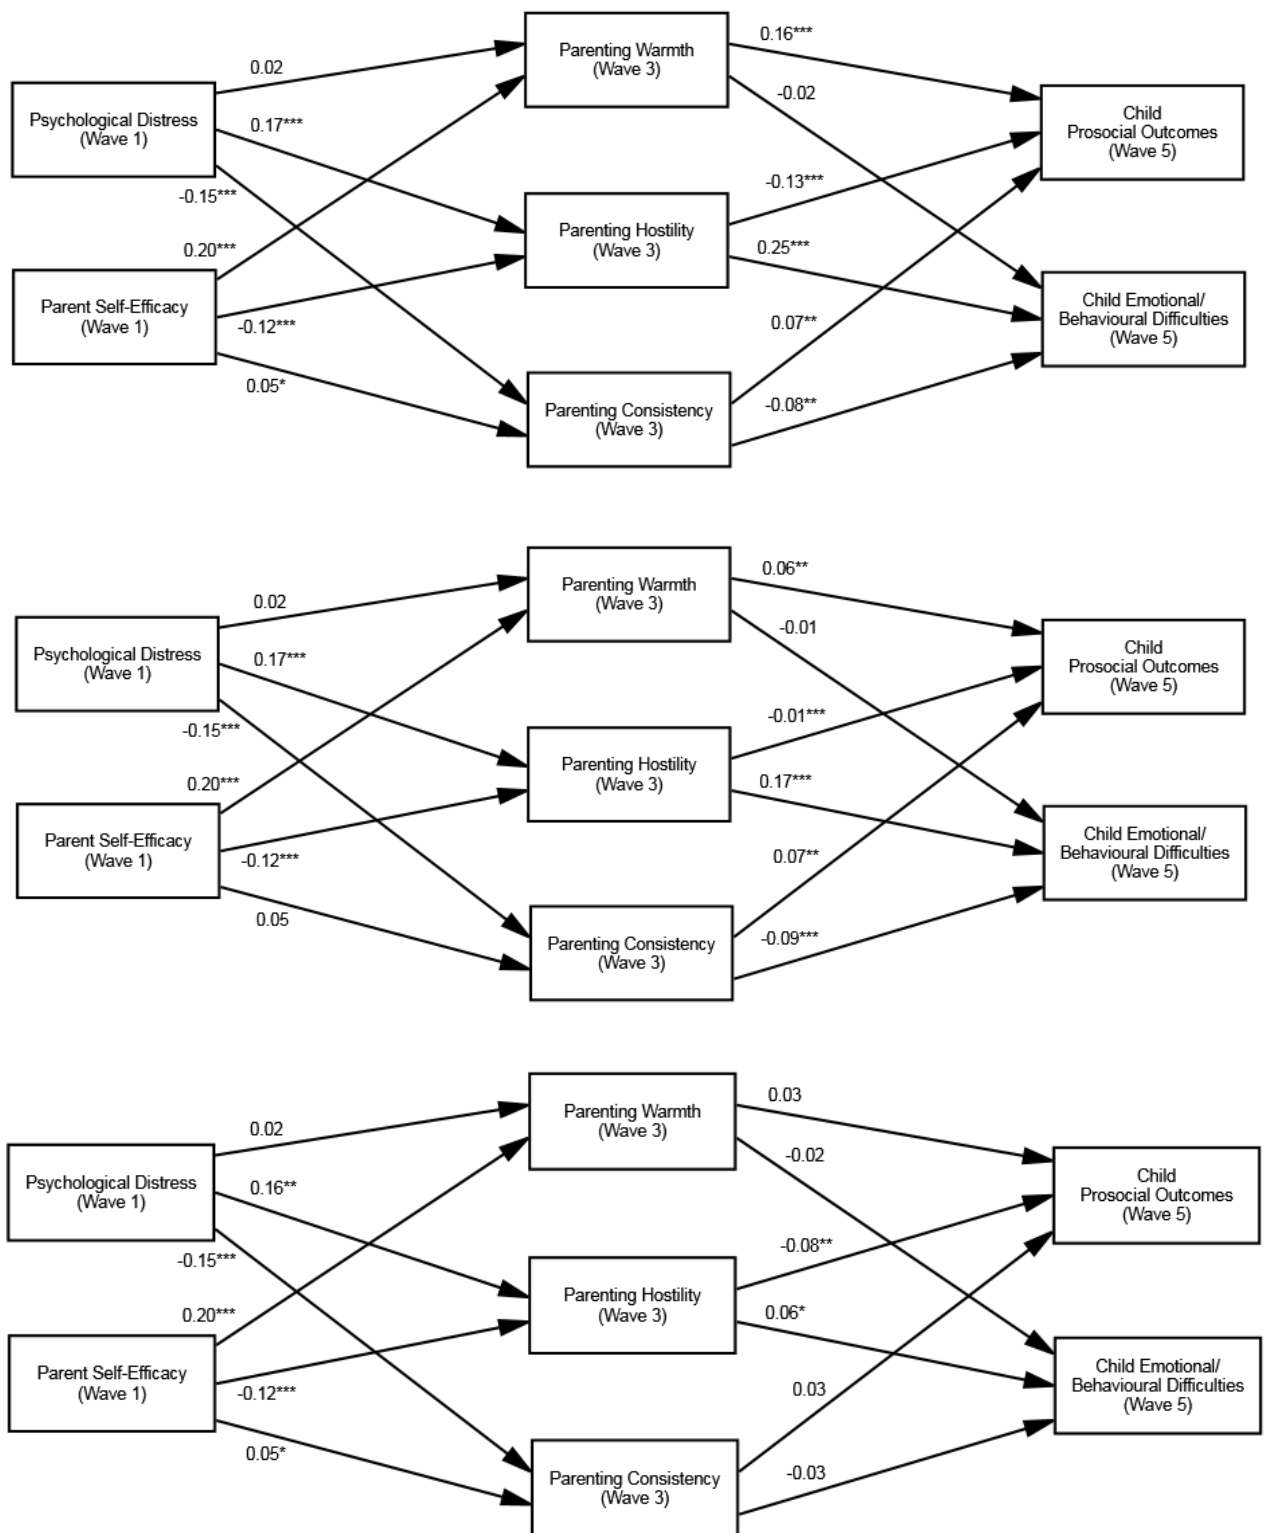 0.02
0.17***
-0.15***
0.20***
-0.12***
0.05*
Psychological Distress
(Wave 1)
Parent Self-Efficacy
(Wave 1)
Parenting Warmth
(Wave 3)
Parenting Hostility
(Wave 3)
Parenting Consistency
(Wave 3)
0.16***
-0.02
-0.13***
0.25***
0.07**
-0.08**
Child
Prosocial Outcomes
(Wave 5)
Child Emotional/
Behavioural Difficulties
(Wave 5)
0.02
0.17***
-0.15***
0.20***
-0.12***
0.05
Psychological Distress
(Wave 1)
Parent Self-Efficacy
(Wave 1)
Parenting Warmth
(Wave 3)
Parenting Hostility
(Wave 3)
Parenting Consistency
(Wave 3)
0.06**
-0.01
-0.01***
0.17***
0.07**
-0.09***
Child
Prosocial Outcomes
(Wave 5)
Child Emotional/
Behavioural Difficulties
(Wave 5)
0.02
0.16**
-0.15***
0.20***
-0.12***
0.05*
Psychological Distress
(Wave 1)
Parent Self-Efficacy
(Wave 1)
Parenting Warmth
(Wave 3)
Parenting Hostility
(Wave 3)
Parenting Consistency
(Wave 3)
0.03
-0.02
-0.08**
0.06*
0.03
-0.03
Child
Prosocial Outcomes
(Wave 5)
Child Emotional/
Behavioural Difficulties
(Wave 5)